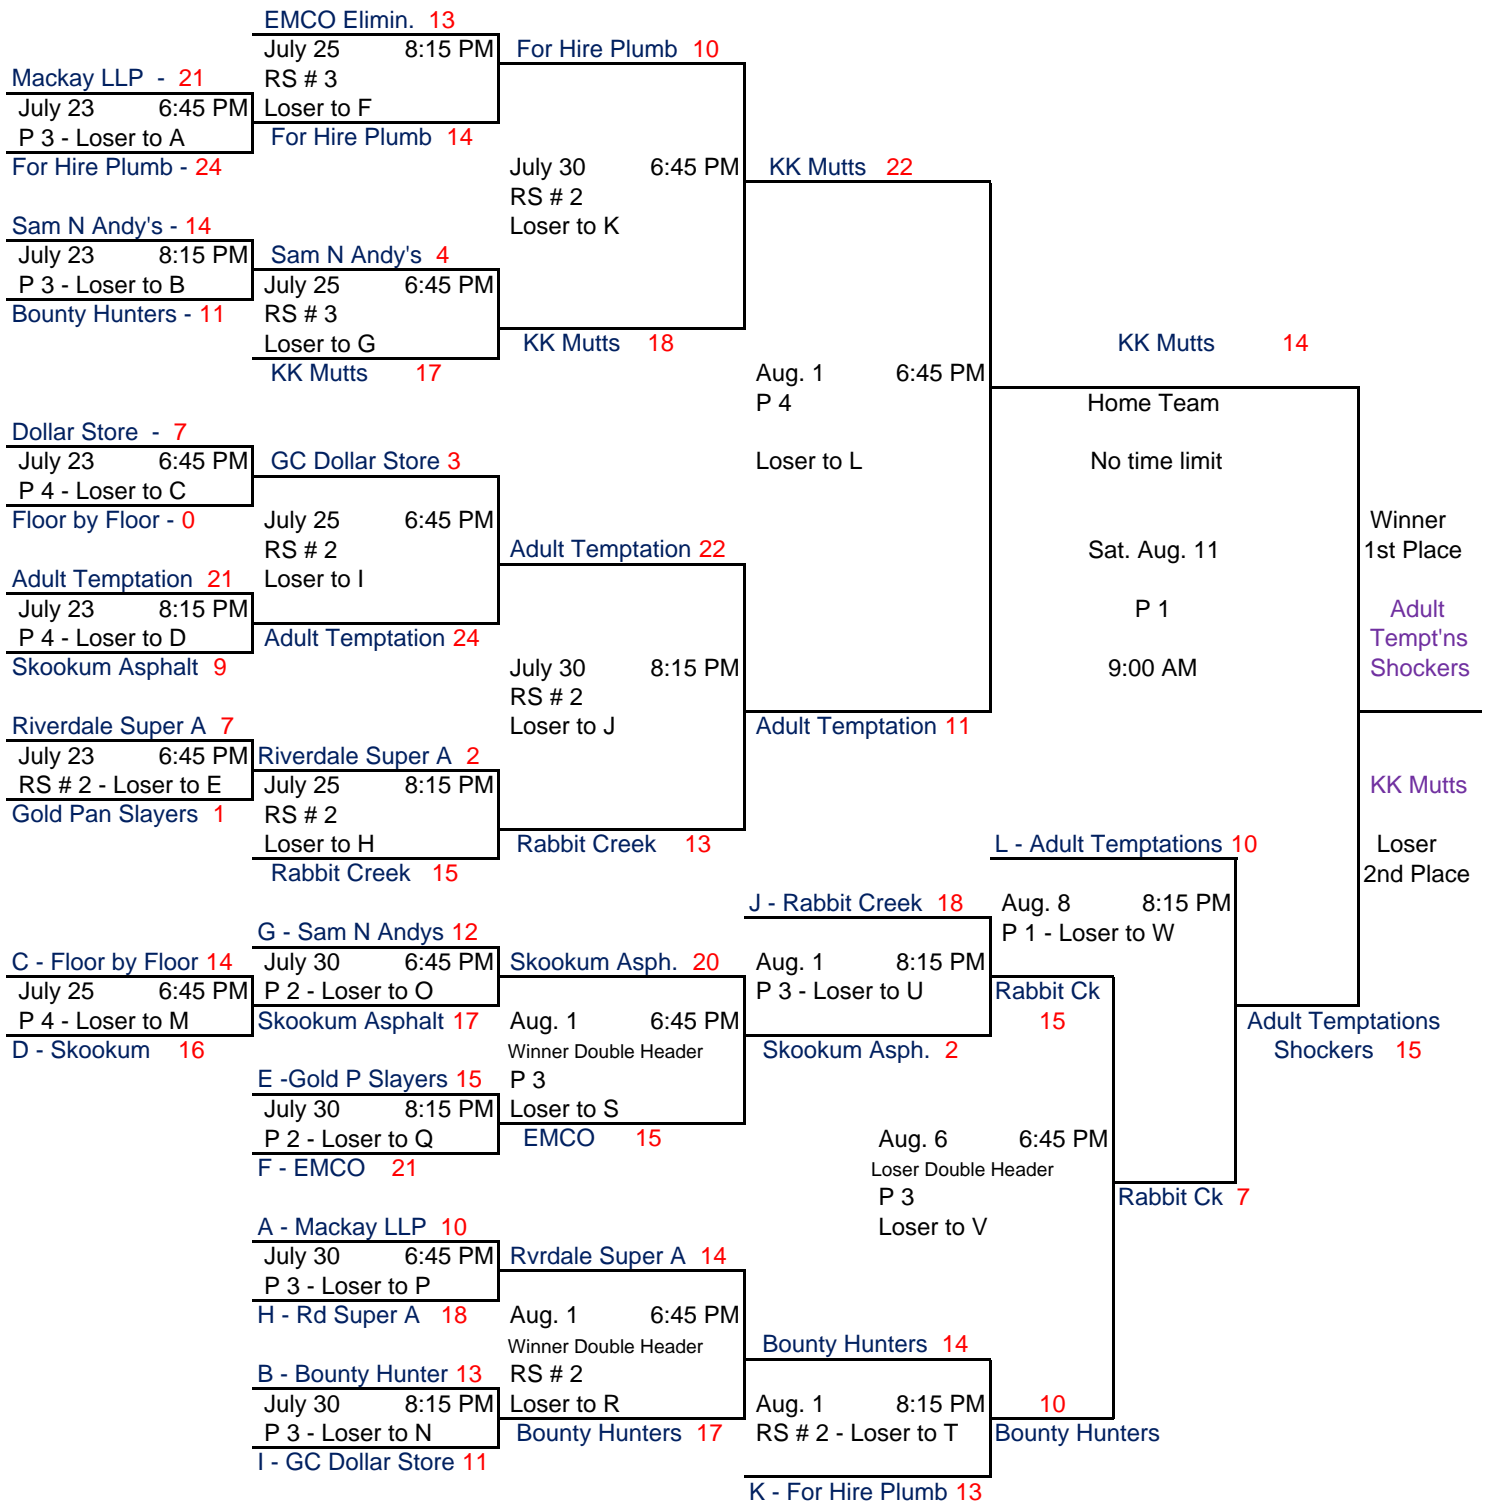 EMCO Elimin. 13
July 25 8:15 PM For Hire Plumb 10
Mackay LLP - 21 RS # 3
July 23 6:45 PM Loser to F
P 3 - Loser to A For Hire Plumb 14
For Hire Plumb - 24 July 30 6:45 PM KK Mutts 22
RS # 2
Sam N Andy's - 14 Loser to K
July 23 8:15 PM Sam N Andy's 4
P 3 - Loser to B July 25 6:45 PM
Bounty Hunters - 11 RS # 3
Loser to G KK Mutts 18 KK Mutts 14
KK Mutts 17 Aug. 1 6:45 PM
P 4 Home Team
Dollar Store - 7
July 23 6:45 PM GC Dollar Store 3 Loser to L No time limit
P 4 - Loser to C
Floor by Floor - 0 July 25 6:45 PM Winner
RS # 2 Adult Temptation 22 Sat. Aug. 11 1st Place
Adult Temptation 21 Loser to I
July 23 8:15 PM P 1 Adult
P 4 - Loser to D Adult Temptation 24 Tempt'ns
Skookum Asphalt 9 July 30 8:15 PM 9:00 AM Shockers
RS # 2
Riverdale Super A 7 Loser to J Adult Temptation 11
July 23 6:45 PM Riverdale Super A 2
RS # 2 - Loser to E July 25 8:15 PM KK Mutts
Gold Pan Slayers 1 RS # 2
Loser to H Rabbit Creek 13 L - Adult Temptations 10 Loser
Rabbit Creek 15 2nd Place
J - Rabbit Creek 18 Aug. 8 8:15 PM
G - Sam N Andys 12 P 1 - Loser to W
C - Floor by Floor 14 July 30 6:45 PM Skookum Asph. 20 Aug. 1 8:15 PM
July 25 6:45 PM P 2 - Loser to O P 3 - Loser to U Rabbit Ck
P 4 - Loser to M Skookum Asphalt 17 Aug. 1 6:45 PM 15 Adult Temptations
D - Skookum 16 Winner Double Header Skookum Asph. 2 Shockers 15
E -Gold P Slayers 15 P 3
July 30 8:15 PM Loser to S
P 2 - Loser to Q EMCO 15 Aug. 6 6:45 PM
F - EMCO 21 Loser Double Header
P 3 Rabbit Ck 7
A - Mackay LLP 10 Loser to V
July 30 6:45 PM Rvrdale Super A 14
P 3 - Loser to P
H - Rd Super A 18 Aug. 1 6:45 PM
Winner Double Header Bounty Hunters 14
B - Bounty Hunter 13 RS # 2
July 30 8:15 PM Loser to R Aug. 1 8:15 PM 10
P 3 - Loser to N Bounty Hunters 17 RS # 2 - Loser to T Bounty Hunters
I - GC Dollar Store 11
K - For Hire Plumb 13